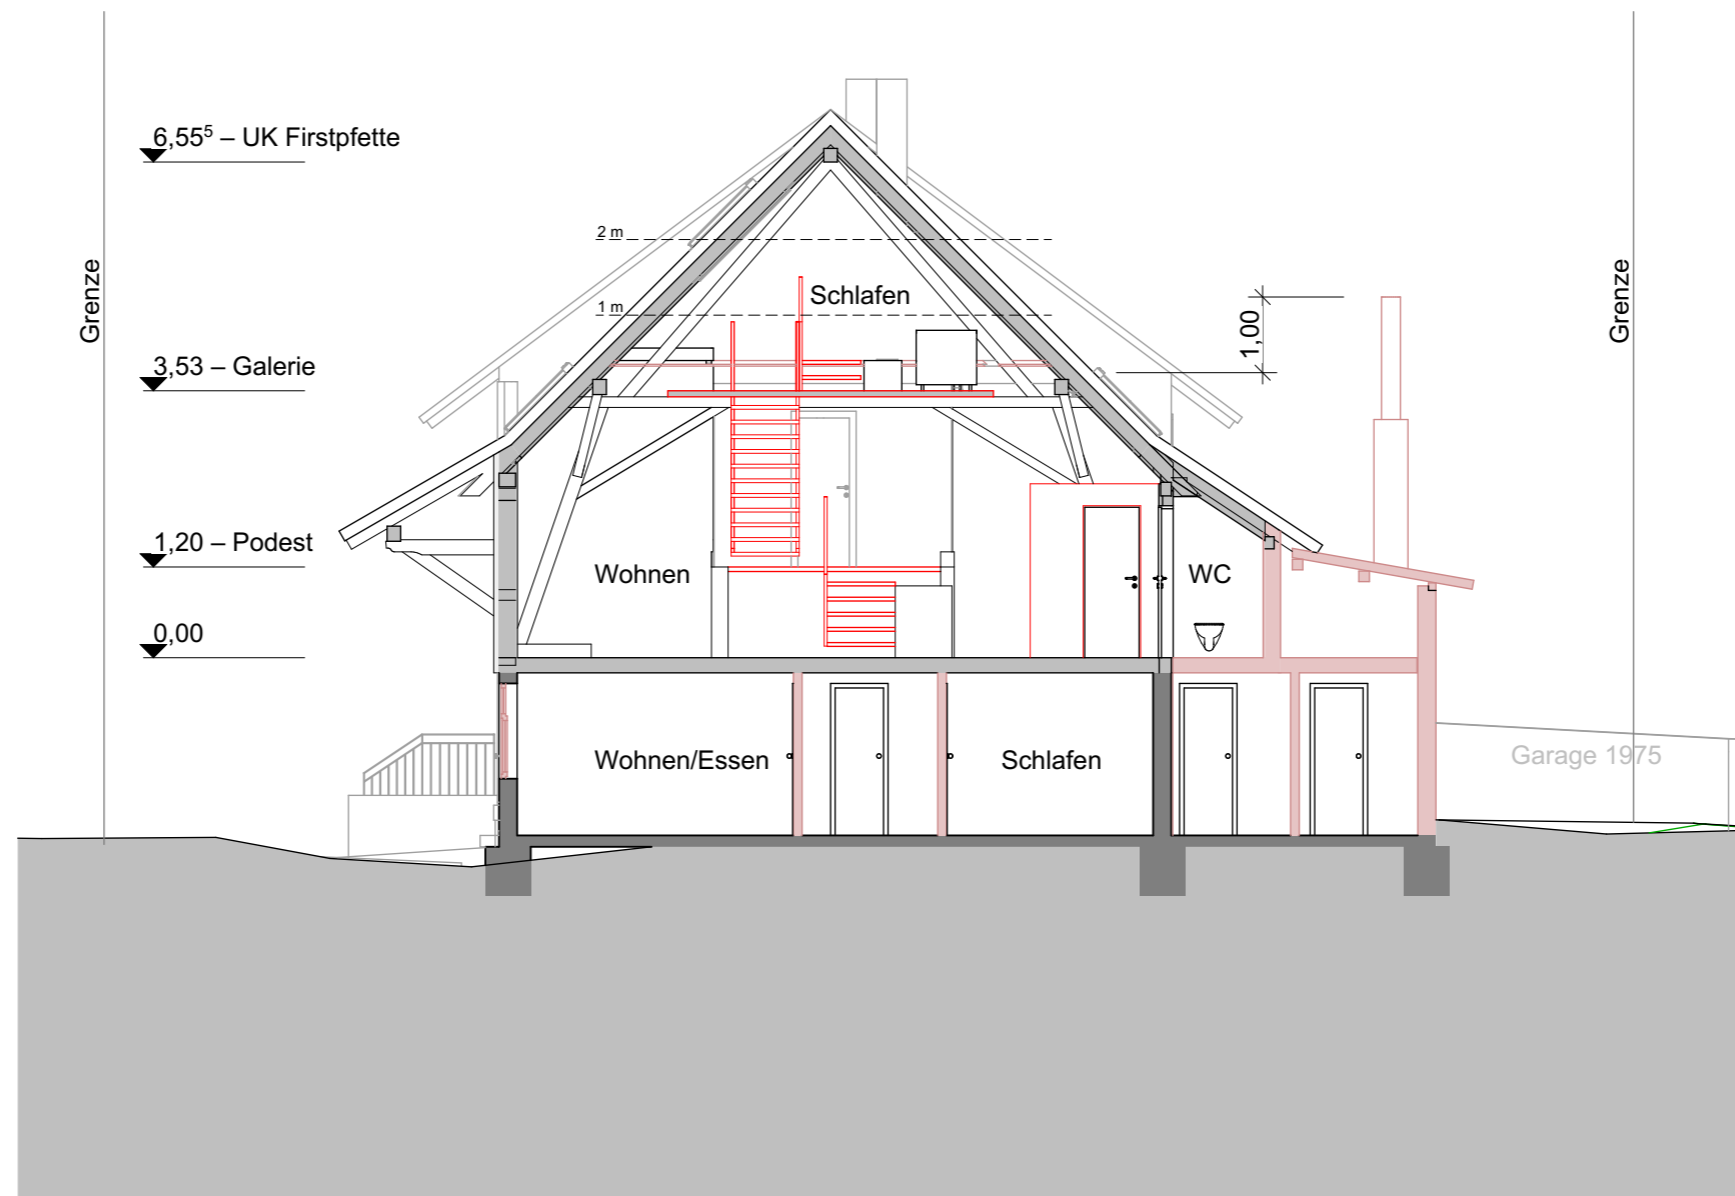 6,55⁵ – UK Firstpfette
2 m
Grenze
Grenze
Schlafen
1 m
1,00
3,53 – Galerie
1,20 – Podest
Wohnen
WC
0,00
Wohnen/Essen
Schlafen
Garage 1975